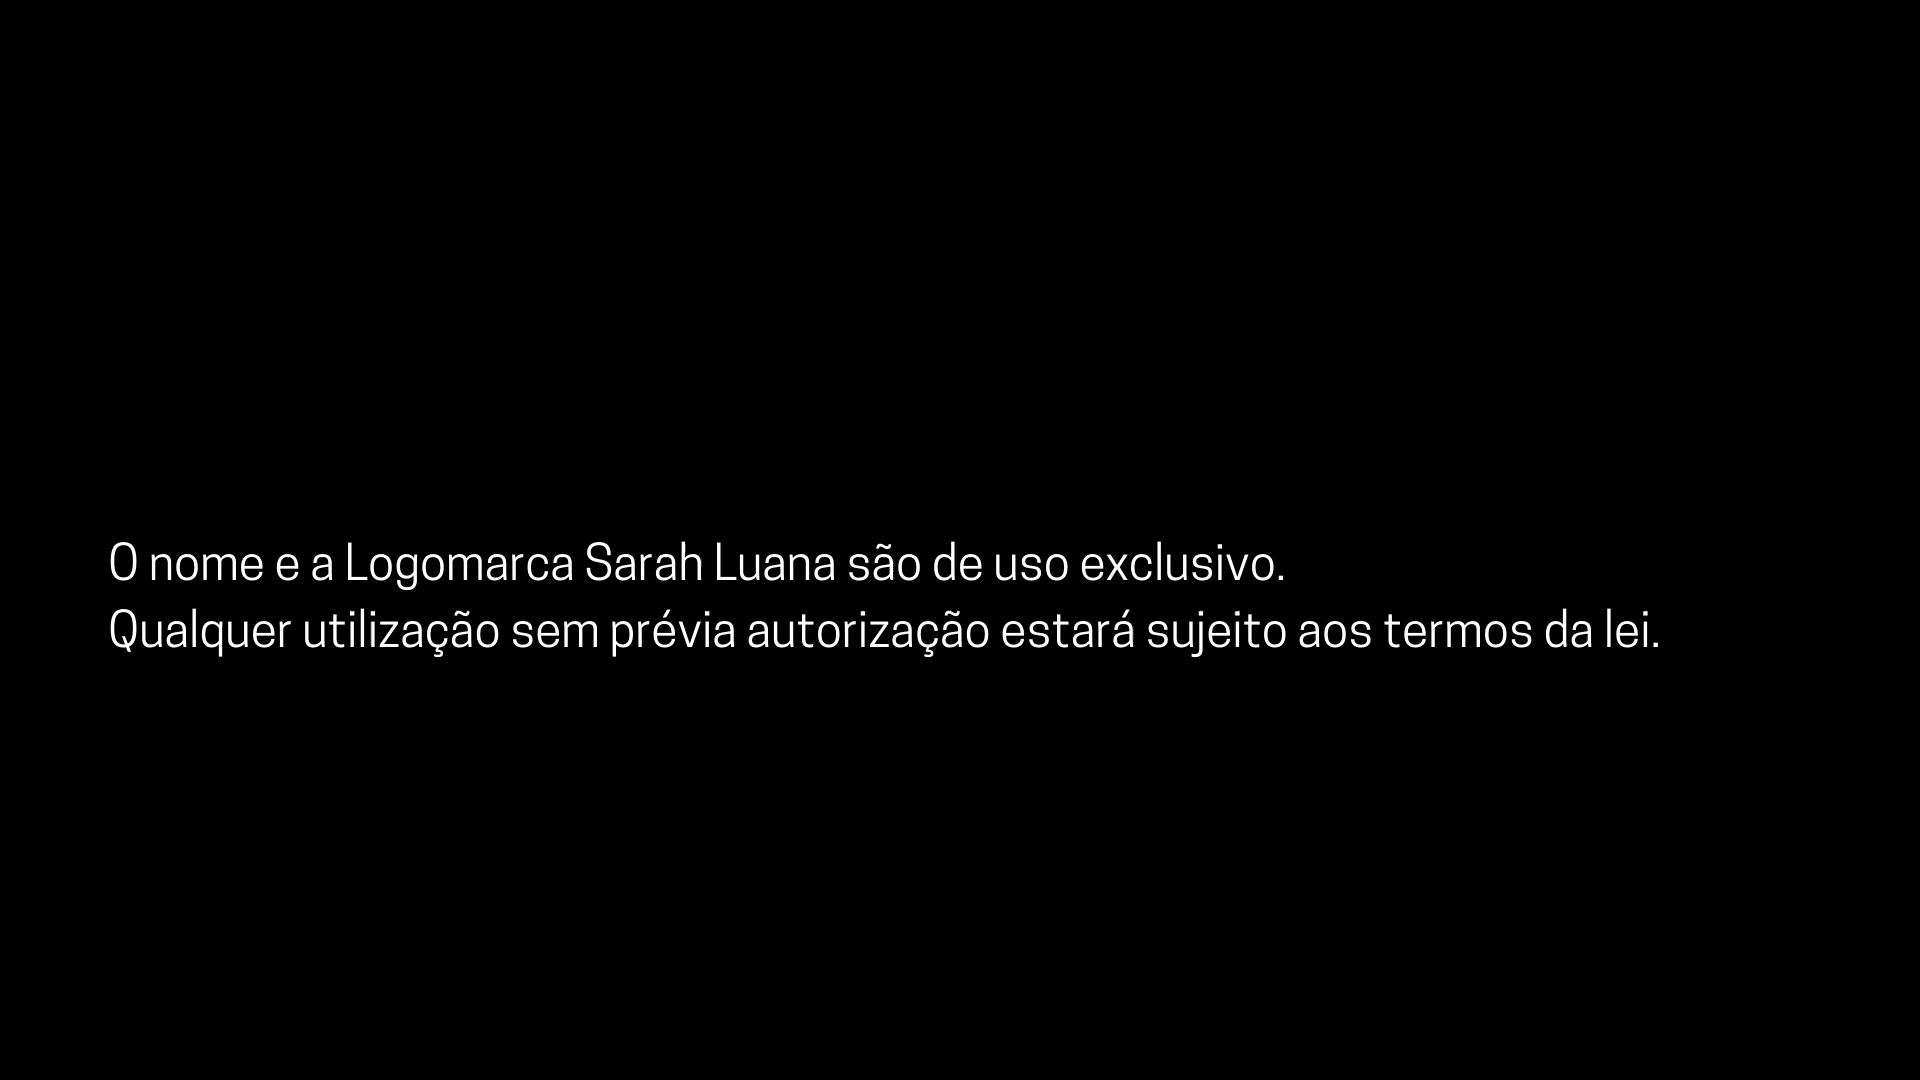 O nome e a Logomarca Sarah Luana são de uso exclusivo.
Qualquer utilização sem prévia autorização estará sujeito aos termos da lei.